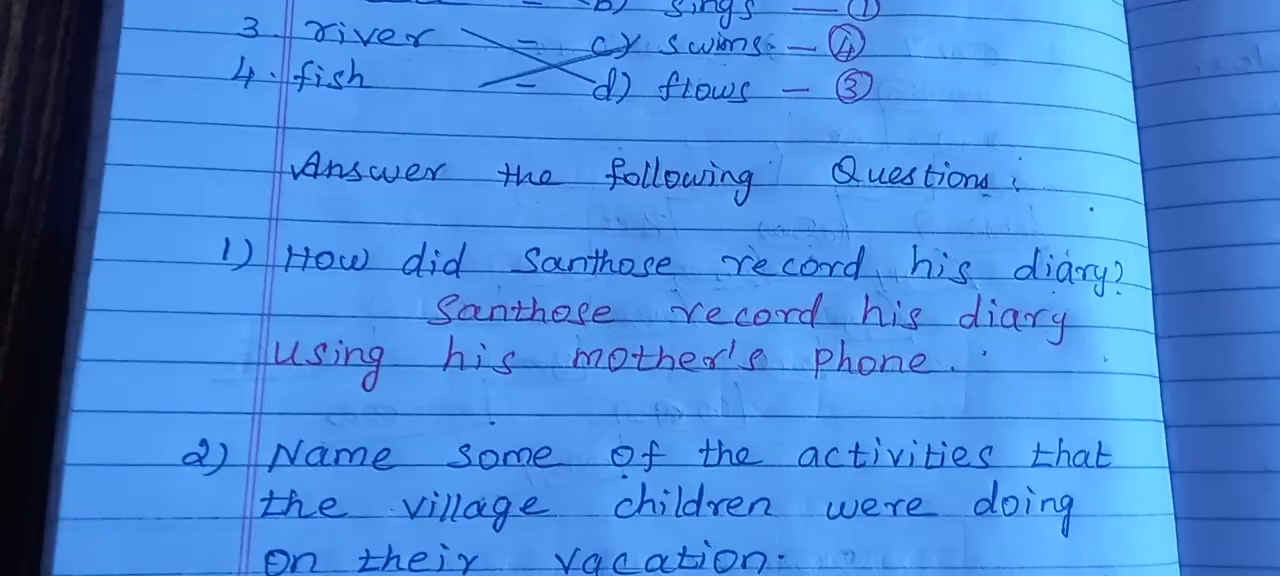 b) sings — ①
3. river = c) swims. — ④
4. fish = d) flows — ③
Answer the following Questions:
1) How did Santhose record his diary?
Santhose record his diary
using his mother's phone.
2) Name some of the activities that
the village children were doing
on their vacation.